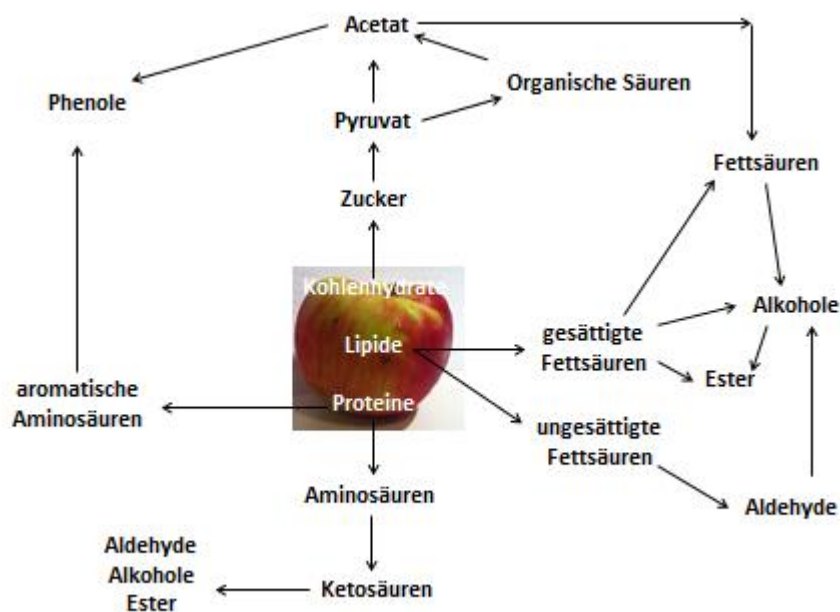 Acetat
Organische Säuren
Phenole
Pyruvat
Fettsäuren
Zucker
Kohlenhydrate
Alkohole
gesättigte
Fettsäuren
Lipide
Ester
aromatische
Aminosäuren
Proteine
ungesättigte
Fettsäuren
Aminosäuren
Aldehyde
Aldehyde
Alkohole
Ester
Ketosäuren